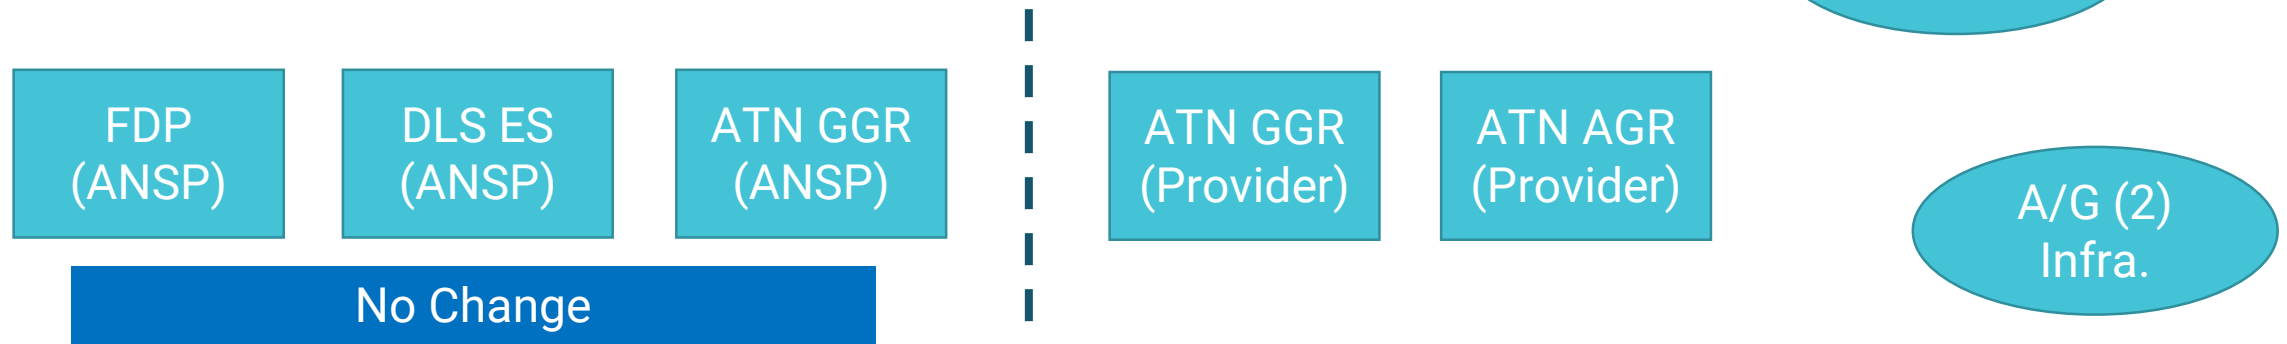 FDP
(ANSP)
DLS ES
(ANSP)
ATN GGR
(ANSP)
ATN GGR
(Provider)
ATN AGR
(Provider)
A/G (2)
Infra.
No Change